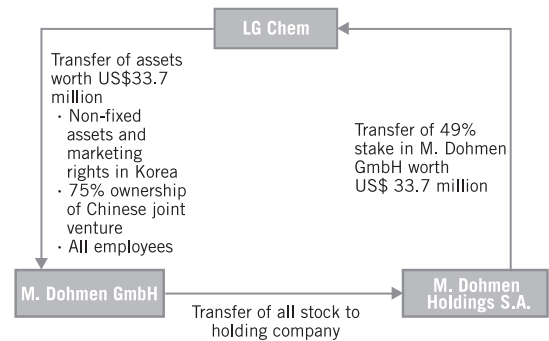 LG Chem
Transfer of assets
worth US$33.7
million
· Non-fixed
assets and
marketing
rights in Korea
· 75% ownership
of Chinese joint
venture
· All employees
Transfer of 49%
stake in M. Dohmen
GmbH worth
US$ 33.7 million
M. Dohmen GmbH
Transfer of all stock to
holding company
M. Dohmen
Holdings S.A.